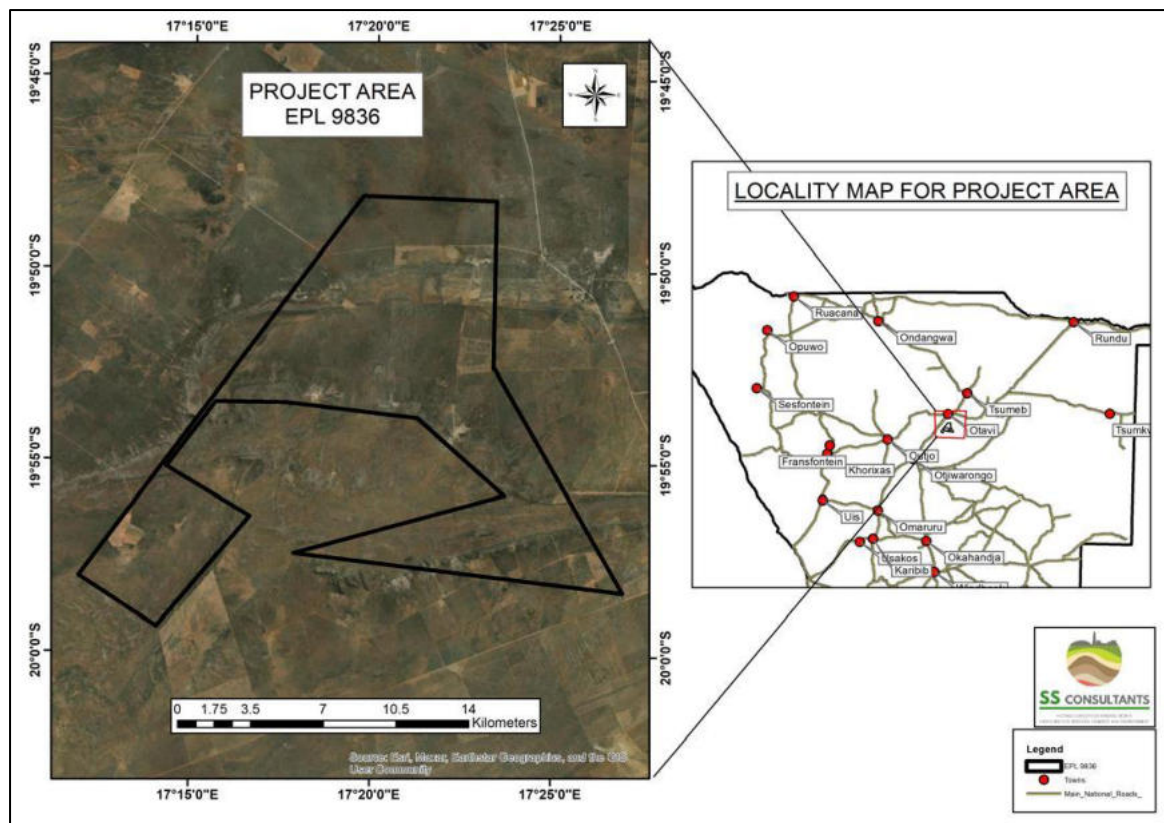 17°15'0"E
17°20'0"E
17°25'0"E
19°45'0"S
19°50'0"S
19°55'0"S
20°0'0"S
PROJECT AREA
EPL 9836
19°45'0"S
19°50'0"S
19°55'0"S
20°0'0"S
0 1.75 3.5 7 10.5 14
Kilometers
Source: Esri, Maxar, Earthstar Geographics, and the GIS
User Community
17°15'0"E
17°20'0"E
17°25'0"E
LOCALITY MAP FOR PROJECT AREA
Ruacana
Ondangwa
Rundu
Opuwo
Sesfontein
Tsumeb
Otavi
Fransfontein
Khorixas
Outjo
Otjiwarongo
Uis
Omaruru
Usakos
Okahandja
Karibib
SS CONSULTANTS
Legend
EPL 9836
Towns
Main_National_Roads_